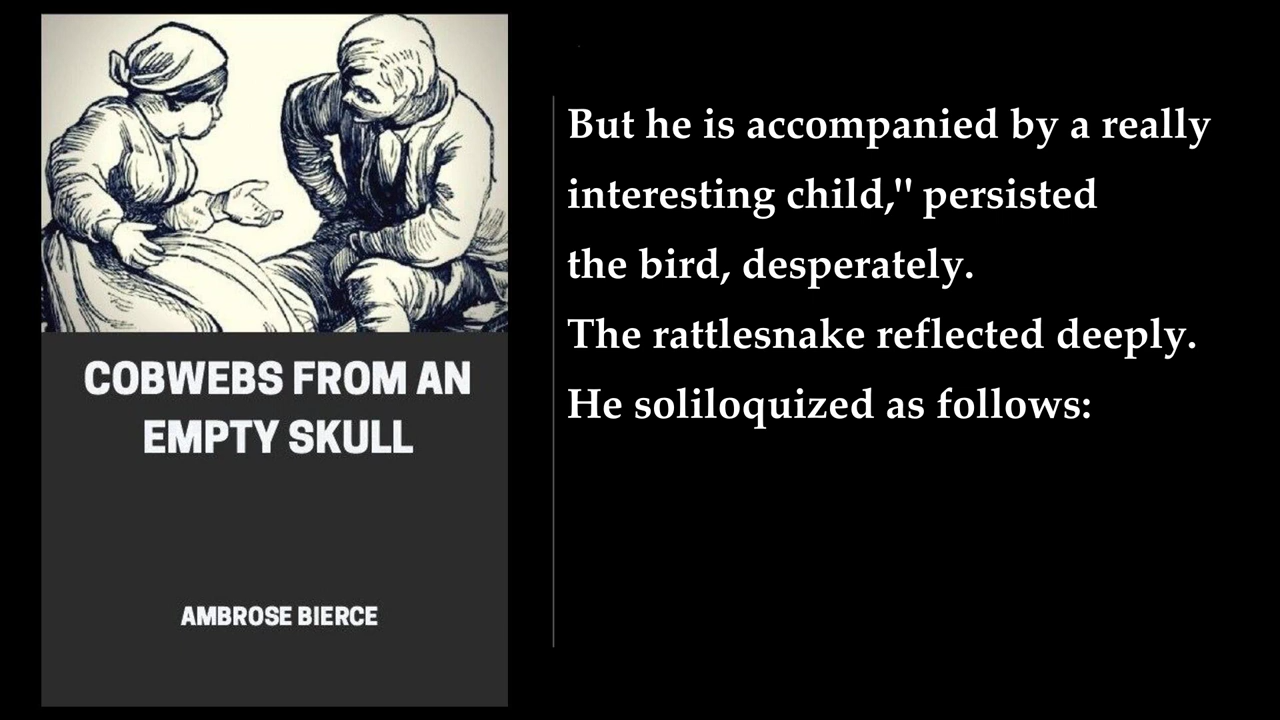 COBWEBS FROM AN
EMPTY SKULL
AMBROSE BIERCE
But he is accompanied by a really
interesting child," persisted
the bird, desperately.
The rattlesnake reflected deeply.
He soliloquized as follows: